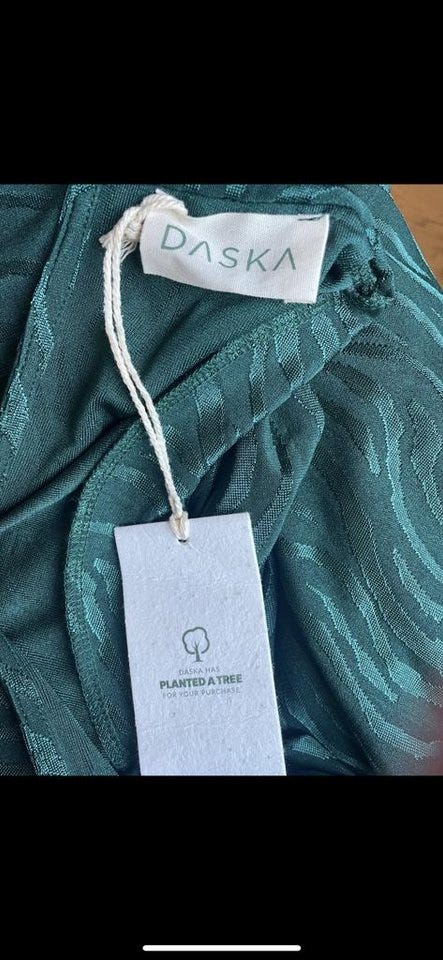 DASKA
DASKA HAS
PLANTED A TREE
FOR YOUR PURCHASE